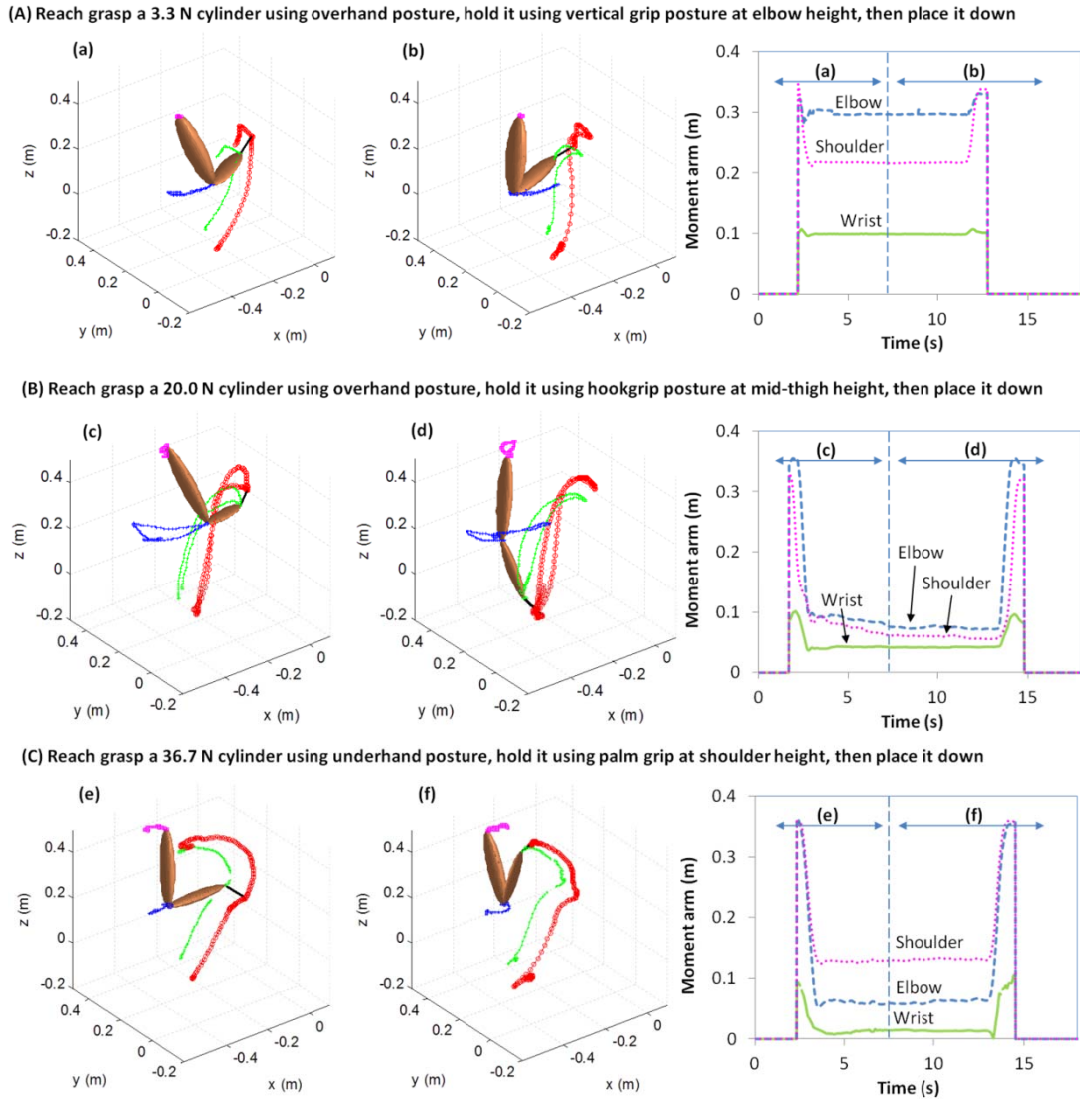 (A) Reach grasp a 3.3 N cylinder using overhand posture, hold it using vertical grip posture at elbow height, then place it down
(a)
0.4
0.2
0
-0.2
z (m)
0.4
0.2
0
-0.2
y (m)
-0.4
-0.2
0
x (m)
(b)
0.4
0.2
0
-0.2
z (m)
0.4
0.2
0
-0.2
y (m)
-0.4
-0.2
0
x (m)
0.4
0.3
0.2
0.1
0
Moment arm (m)
(a)
(b)
Elbow
Shoulder
Wrist
0 5 10 15
Time (s)
(B) Reach grasp a 20.0 N cylinder using overhand posture, hold it using hookgrip posture at mid-thigh height, then place it down
(c)
0.4
0.2
0
-0.2
z (m)
0.4
0.2
0
-0.2
y (m)
-0.4
-0.2
0
x (m)
(d)
0.4
0.2
0
-0.2
z (m)
0.4
0.2
0
-0.2
y (m)
-0.4
-0.2
0
x (m)
0.4
0.3
0.2
0.1
0
Moment arm (m)
(c)
(d)
Elbow
Shoulder
Wrist
0 5 10 15
Time (s)
(C) Reach grasp a 36.7 N cylinder using underhand posture, hold it using palm grip at shoulder height, then place it down
(e)
0.4
0.2
0
-0.2
z (m)
0.4
0.2
0
-0.2
y (m)
-0.4
-0.2
0
x (m)
(f)
0.4
0.2
0
-0.2
z (m)
0.4
0.2
0
-0.2
y (m)
-0.4
-0.2
0
x (m)
0.4
0.3
0.2
0.1
0
Moment arm (m)
(e)
(f)
Shoulder
Elbow
Wrist
0 5 10 15
Time (s)